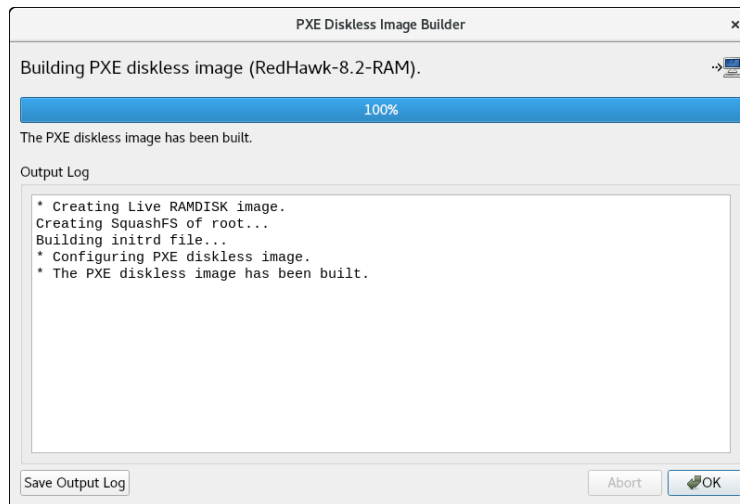 PXE Diskless Image Builder
×
Building PXE diskless image (RedHawk-8.2-RAM).
100%
The PXE diskless image has been built.
Output Log
* Creating Live RAMDISK image.
Creating SquashFS of root...
Building initrd file...
* Configuring PXE diskless image.
* The PXE diskless image has been built.
Save Output Log
Abort
OK